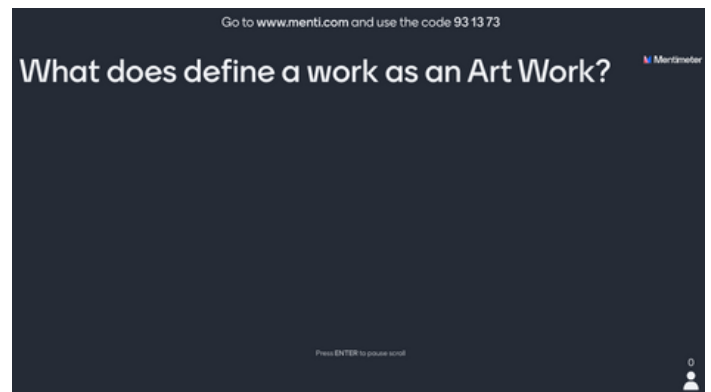 Go to www.menti.com and use the code 93 13 73
What does define a work as an Art Work?
Mentimeter
Press ENTER to pause scroll
0